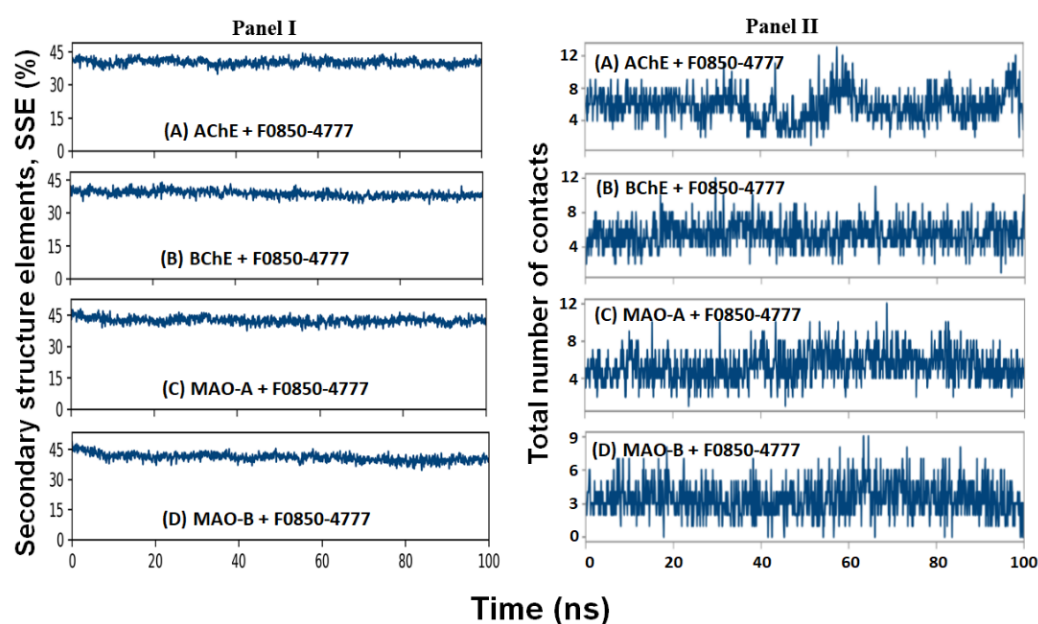 Panel I
Secondary structure elements, SSE (%)
45
30
15
0
(A) AChE + F0850-4777
45
30
15
0
(B) BChE + F0850-4777
45
30
15
0
(C) MAO-A + F0850-4777
45
30
15
0
(D) MAO-B + F0850-4777
0 20 40 60 80 100
Panel II
Total number of contacts
12
8
4
(A) AChE + F0850-4777
12
8
4
0
(B) BChE + F0850-4777
12
8
4
0
(C) MAO-A + F0850-4777
9
6
3
0
(D) MAO-B + F0850-4777
0 20 40 60 80 100
Time (ns)